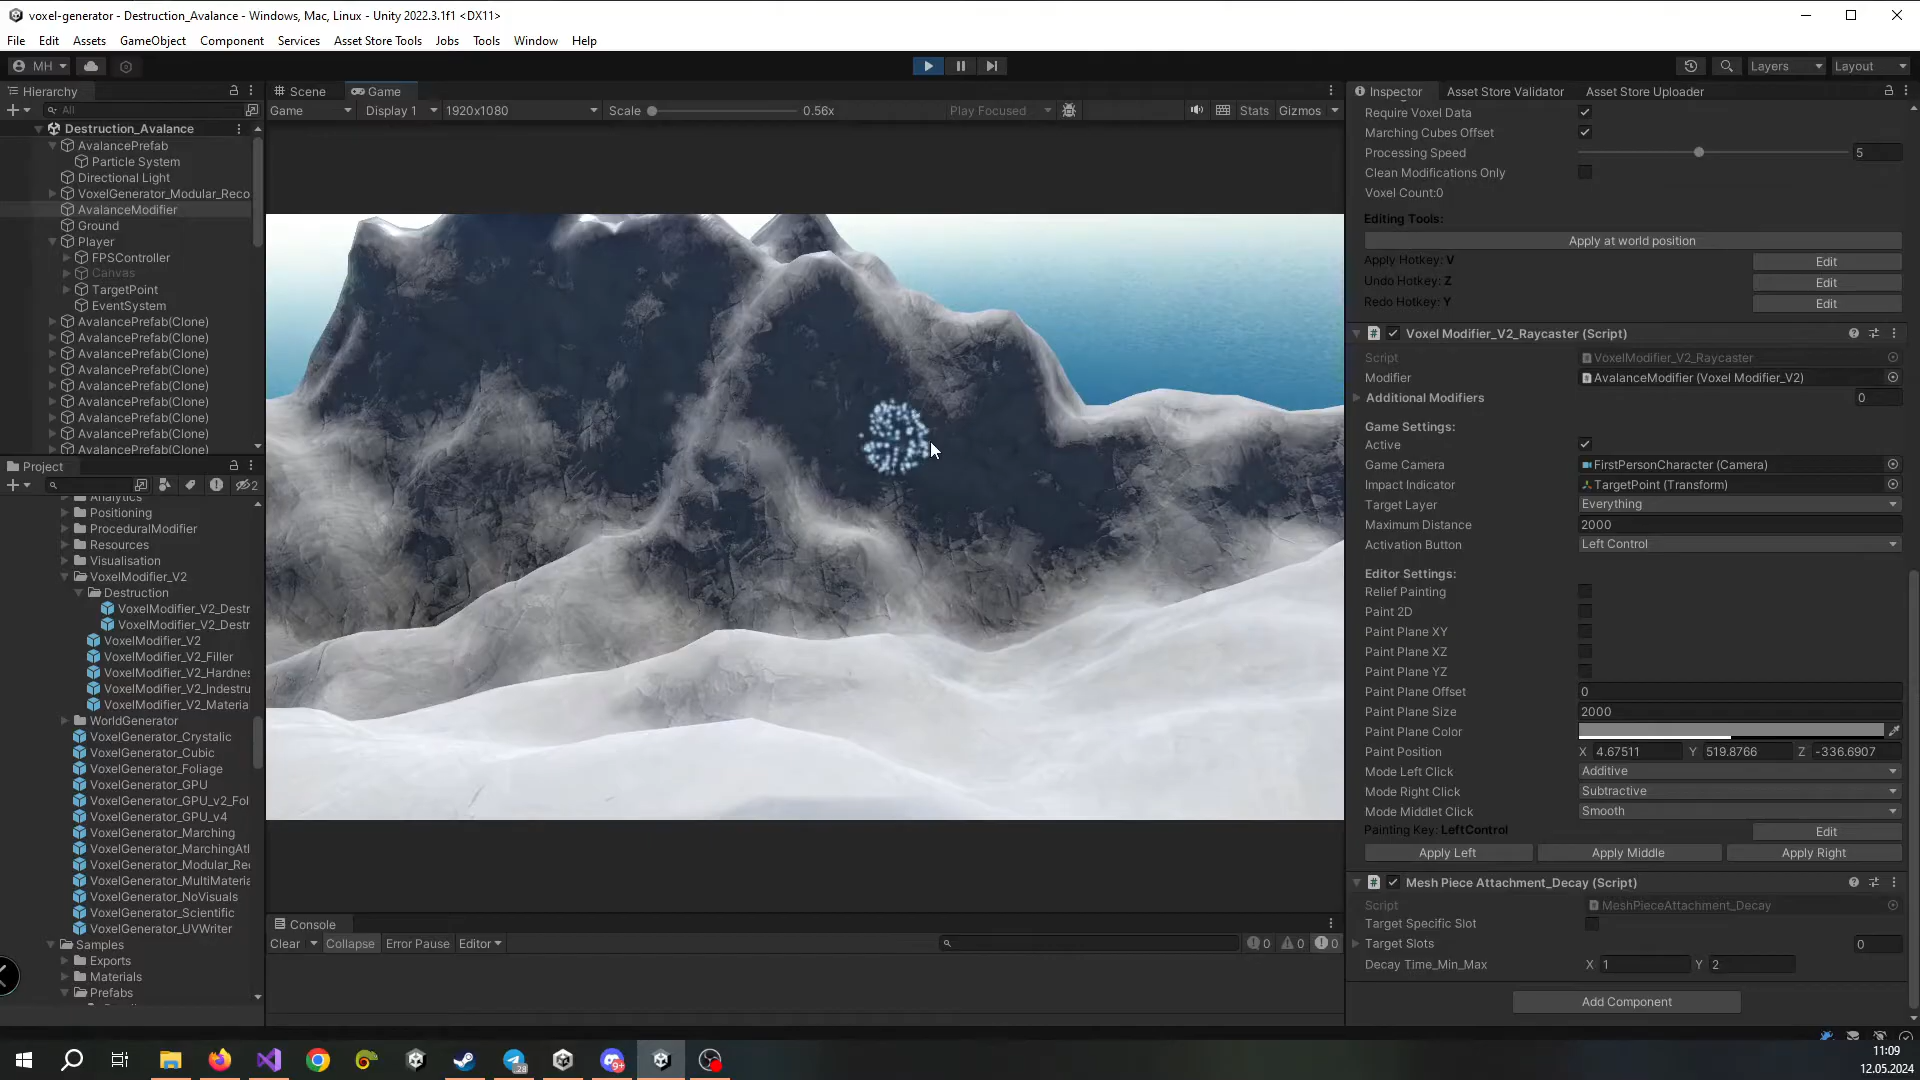 voxel-generator - Destruction_Avalance - Windows, Mac, Linux - Unity 2022.3.1f1 <DX11>
File Edit Assets GameObject Component Services Asset Store Tools Jobs Tools Window Help
MH
Layers
Layout
Hierarchy
All
Destruction_Avalance
AvalancePrefab
Particle System
Directional Light
VoxelGenerator_Modular_Reco
AvalanceModifier
Ground
Player
FPSController
Canvas
TargetPoint
EventSystem
AvalancePrefab(Clone)
AvalancePrefab(Clone)
AvalancePrefab(Clone)
AvalancePrefab(Clone)
AvalancePrefab(Clone)
AvalancePrefab(Clone)
AvalancePrefab(Clone)
AvalancePrefab(Clone)
AvalancePrefab(Clone)
Project
2
Analytics
Positioning
ProceduralModifier
Resources
Visualisation
VoxelModifier_V2
Destruction
VoxelModifier_V2_Destr
VoxelModifier_V2_Destr
VoxelModifier_V2
VoxelModifier_V2_Filler
VoxelModifier_V2_Hardnes
VoxelModifier_V2_Indestru
VoxelModifier_V2_Materia
WorldGenerator
VoxelGenerator_Crystalic
VoxelGenerator_Cubic
VoxelGenerator_Foliage
VoxelGenerator_GPU
VoxelGenerator_GPU_v2_Fol
VoxelGenerator_GPU_v4
VoxelGenerator_Marching
VoxelGenerator_MarchingAtl
VoxelGenerator_Modular_Rec
VoxelGenerator_MultiMateria
VoxelGenerator_NoVisuals
VoxelGenerator_Scientific
VoxelGenerator_UVWriter
Samples
Exports
Materials
Prefabs
Scene Game
Game Display 1 1920x1080 Scale 0.56x Play Focused Stats Gizmos
Console
Clear Collapse Error Pause Editor 0 0 0
Inspector Asset Store Validator Asset Store Uploader
Require Voxel Data
Marching Cubes Offset
Processing Speed 5
Clean Modifications Only
Voxel Count:0
Editing Tools:
Apply at world position
Apply Hotkey: V Edit
Undo Hotkey: Z Edit
Redo Hotkey: Y Edit
Voxel Modifier_V2_Raycaster (Script)
Script VoxelModifier_V2_Raycaster
Modifier AvalanceModifier (Voxel Modifier_V2)
Additional Modifiers 0
Game Settings:
Active
Game Camera FirstPersonCharacter (Camera)
Impact Indicator TargetPoint (Transform)
Target Layer Everything
Maximum Distance 2000
Activation Button Left Control
Editor Settings:
Relief Painting
Paint 2D
Paint Plane XY
Paint Plane XZ
Paint Plane YZ
Paint Plane Offset 0
Paint Plane Size 2000
Paint Plane Color
Paint Position X 4.67511 Y 519.8766 Z -336.6907
Mode Left Click Additive
Mode Right Click Subtractive
Mode Middlet Click Smooth
Painting Key: LeftControl Edit
Apply Left Apply Middle Apply Right
Mesh Piece Attachment_Decay (Script)
Script MeshPieceAttachment_Decay
Target Specific Slot
Target Slots 0
Decay Time_Min_Max X 1 Y 2
Add Component
28
9+
11:09
12.05.2024